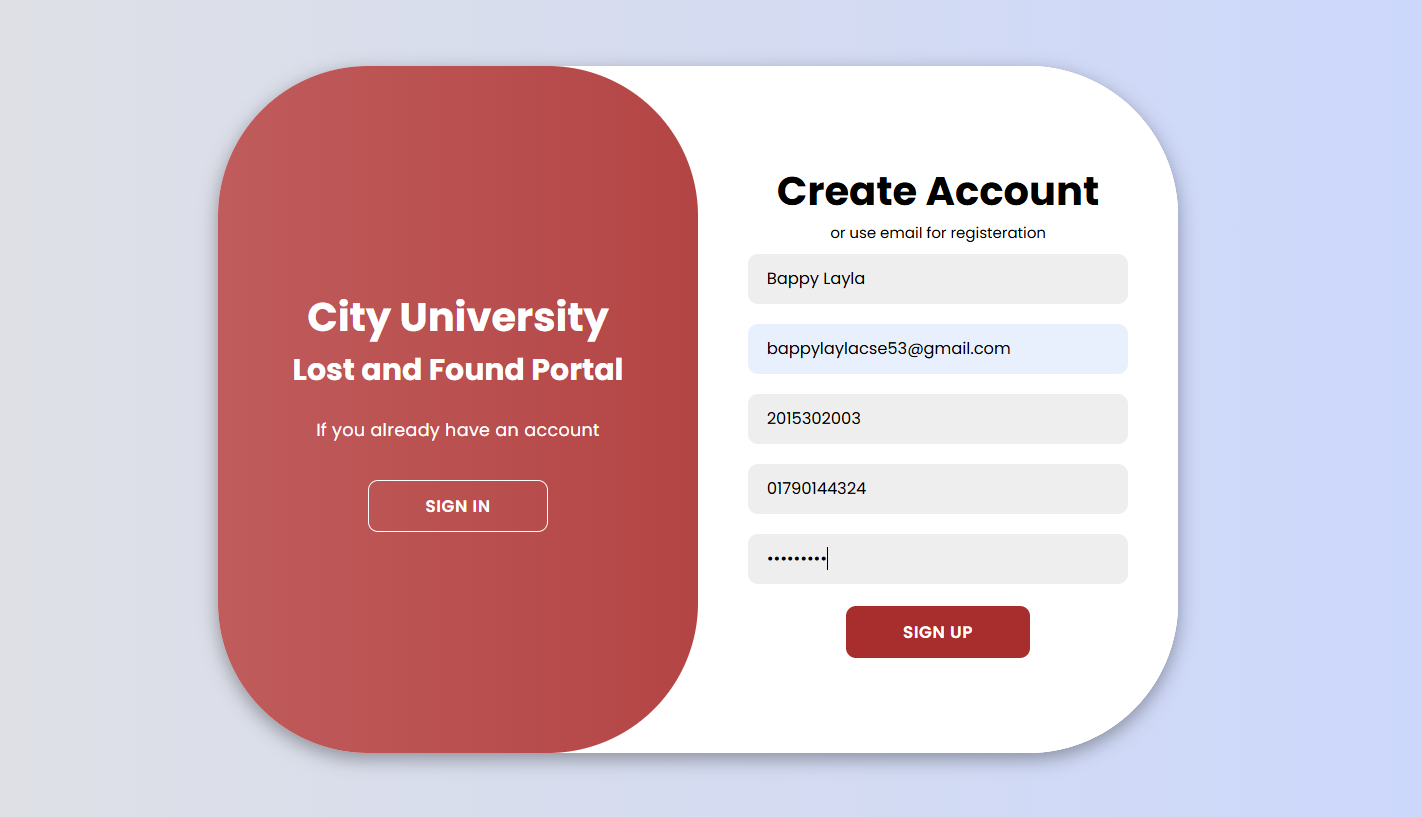 City University
Lost and Found Portal
If you already have an account
SIGN IN
Create Account
or use email for registeration
Bappy Layla
bappylaylacse53@gmail.com
2015302003
01790144324
•••••••••
SIGN UP